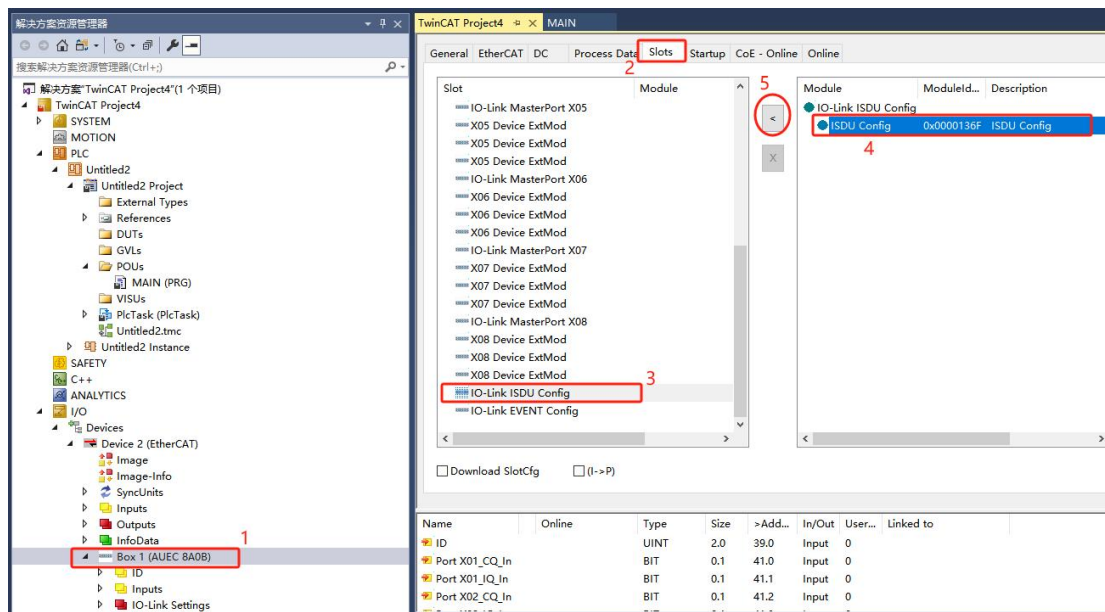 解决方案资源管理器
搜索解决方案资源管理器(Ctrl+;)
解决方案"TwinCAT Project4"(1 个项目)
TwinCAT Project4
SYSTEM
MOTION
PLC
Untitled2
Untitled2 Project
External Types
References
DUTs
GVLs
POUs
MAIN (PRG)
VISUs
PlcTask (PlcTask)
Untitled2.tmc
Untitled2 Instance
SAFETY
C++
ANALYTICS
I/O
Devices
Device 2 (EtherCAT)
Image
Image-Info
SyncUnits
Inputs
Outputs
InfoData
1
Box 1 (AUEC 8A0B)
ID
Inputs
IO-Link Settings
TwinCAT Project4 MAIN
General EtherCAT DC Process Data Slots Startup CoE - Online Online
2
Slot Module
IO-Link MasterPort X05
X05 Device ExtMod
X05 Device ExtMod
X05 Device ExtMod
IO-Link MasterPort X06
X06 Device ExtMod
X06 Device ExtMod
X06 Device ExtMod
IO-Link MasterPort X07
X07 Device ExtMod
X07 Device ExtMod
X07 Device ExtMod
IO-Link MasterPort X08
X08 Device ExtMod
X08 Device ExtMod
X08 Device ExtMod
3
IO-Link ISDU Config
IO-Link EVENT Config
5
<
X
Module ModuleId... Description
IO-Link ISDU Config
ISDU Config 0x0000136F ISDU Config
4
Download SlotCfg (I->P)
Name Online Type Size >Add... In/Out User... Linked to
ID UINT 2.0 39.0 Input 0
Port X01_CQ_In BIT 0.1 41.0 Input 0
Port X01_IQ_In BIT 0.1 41.1 Input 0
Port X02_CQ_In BIT 0.1 41.2 Input 0